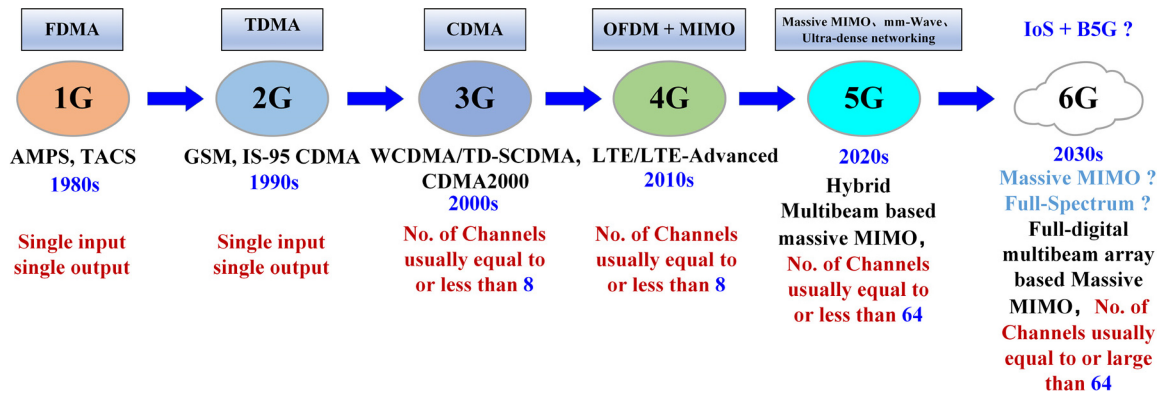 FDMA
1G
AMPS, TACS
1980s
Single input
single output
TDMA
2G
GSM, IS-95 CDMA
1990s
Single input
single output
CDMA
3G
WCDMA/TD-SCDMA,
CDMA2000
2000s
No. of Channels
usually equal to
or less than 8
OFDM + MIMO
4G
LTE/LTE-Advanced
2010s
No. of Channels
usually equal to
or less than 8
Massive MIMO、mm-Wave、
Ultra-dense networking
5G
2020s
Hybrid
Multibeam based
massive MIMO，
No. of Channels
usually equal to
or less than 64
IoS + B5G ?
6G
2030s
Massive MIMO ?
Full-Spectrum ?
Full-digital
multibeam array
based Massive
MIMO，No. of
Channels usually
equal to or large
than 64